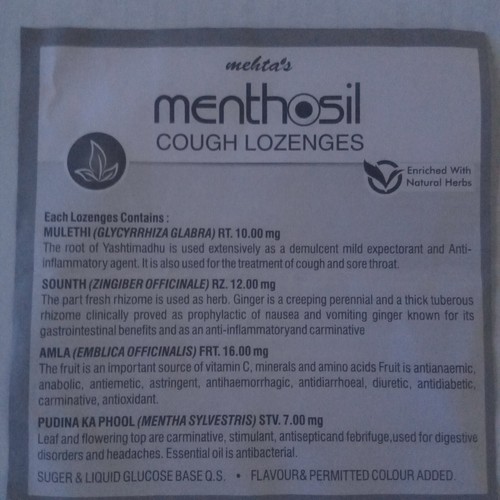 mehta's
menthosil
COUGH LOZENGES
Enriched With
Natural Herbs
Each Lozenges Contains :
MULETHI (GLYCYRRHIZA GLABRA) RT. 10.00 mg
The root of Yashtimadhu is used extensively as a demulcent mild expectorant and Anti-
Inflammatory agent. It is also used for the treatment of cough and sore throat.
SOUNTH (ZINGIBER OFFICINALE) RZ. 12.00 mg
The part fresh rhizome is used as herb. Ginger is a creeping perennial and a thick tuberous
rhizome clinically proved as prophylactic of nausea and vomiting ginger known for its
gastrointestinal benefits and as an anti-inflammatoryand carminative
AMLA (EMBLICA OFFICINALIS) FRT. 16.00 mg
The fruit is an important source of vitamin C, minerals and amino acids Fruit is antianaemic,
anabolic, antiemetic, astringent, antihaemorrhagic, antidiarrhoeal, diuretic, antidiabetic,
carminative, antioxidant.
PUDINA KA PHOOL (MENTHA SYLVESTRIS) STV. 7.00 mg
Leaf and flowering top are carminative, stimulant, antisepticand febrifuge,used for digestive
disorders and headaches. Essential oil is antibacterial.
SUGER & LIQUID GLUCOSE BASE Q.S. • FLAVOUR & PERMITTED COLOUR ADDED.